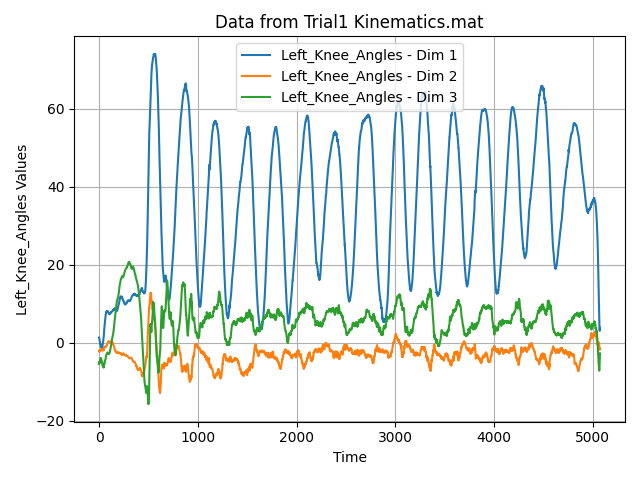 Data from Trial1 Kinematics.mat
Left_Knee_Angles - Dim 1
Left_Knee_Angles - Dim 2
Left_Knee_Angles - Dim 3
Left_Knee_Angles Values
60
40
20
0
−20
0 1000 2000 3000 4000 5000
Time